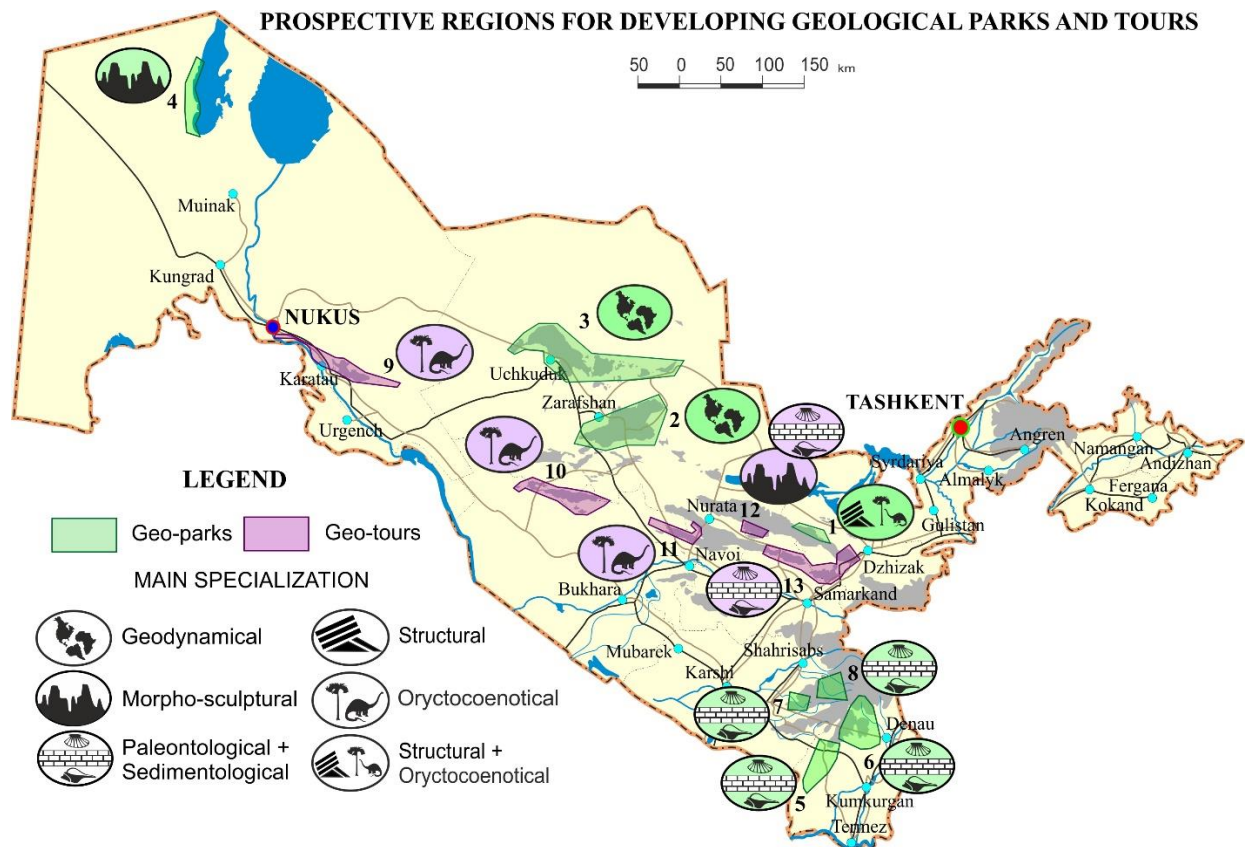 PROSPECTIVE REGIONS FOR DEVELOPING GEOLOGICAL PARKS AND TOURS
50 0 50 100 150 km
4
Muinak
Kungrad
NUKUS
3
9
Karatau
Uchkuduk
Urgench
Zarafshan
2
TASHKENT
Angren
Namangan
Andizhan
Syrdariya
Almalyk
Fergana
Kokand
Gulistan
10
Nurata
12
1
Dzhizak
11
Navoi
13
Samarkand
Bukhara
Mubarek
Shahrisabs
Karshi
8
7
Denau
6
5
Kumkurgan
Termez
LEGEND
Geo-parks
Geo-tours
MAIN SPECIALIZATION
Geodynamical
Structural
Morpho-sculptural
Oryctocoenotical
Paleontological +
Sedimentological
Structural +
Oryctocoenotical